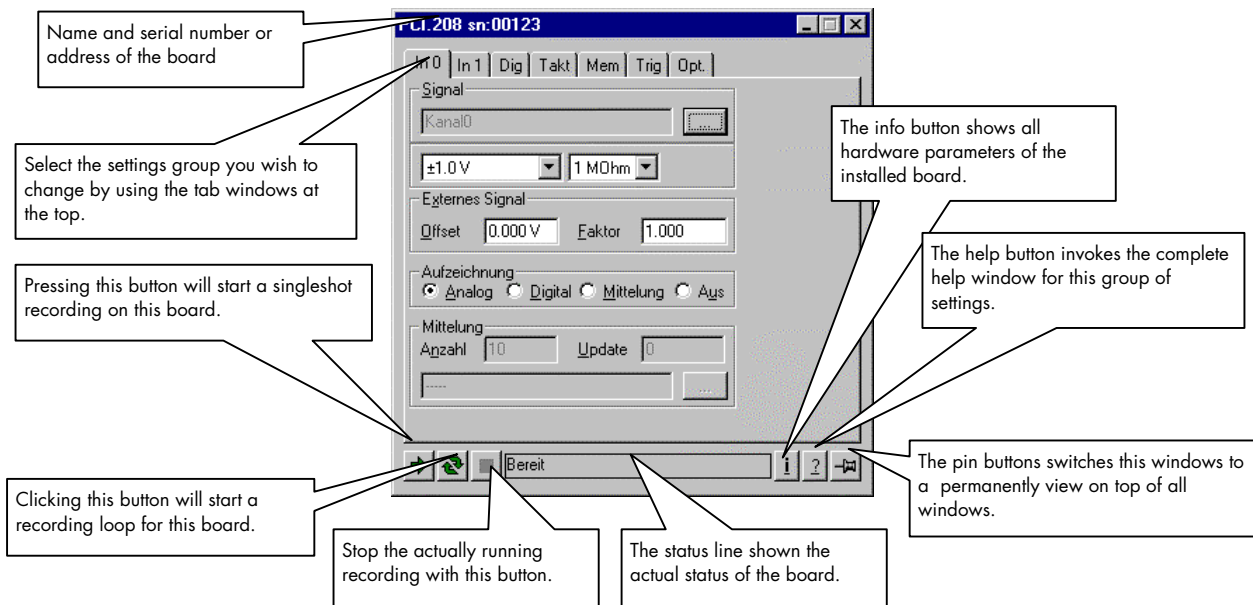 Name and serial number or
address of the board
PCI.208 sn:00123
In 0 In 1 Dig Takt Mem Trig Opt.
Signal
Kanal0 ...
±1.0 V 1 MOhm
Externes Signal
Offset 0.000 V Faktor 1.000
Aufzeichnung
Analog Digital Mittelung Aus
Mittelung
Anzahl 10 Update 0
----- ...
Bereit i ?
Select the settings group you wish to
change by using the tab windows at
the top.
Pressing this button will start a singleshot
recording on this board.
Clicking this button will start a
recording loop for this board.
Stop the actually running
recording with this button.
The status line shown the
actual status of the board.
The info button shows all
hardware parameters of the
installed board.
The help button invokes the complete
help window for this group of
settings.
The pin buttons switches this windows to
a permanently view on top of all
windows.